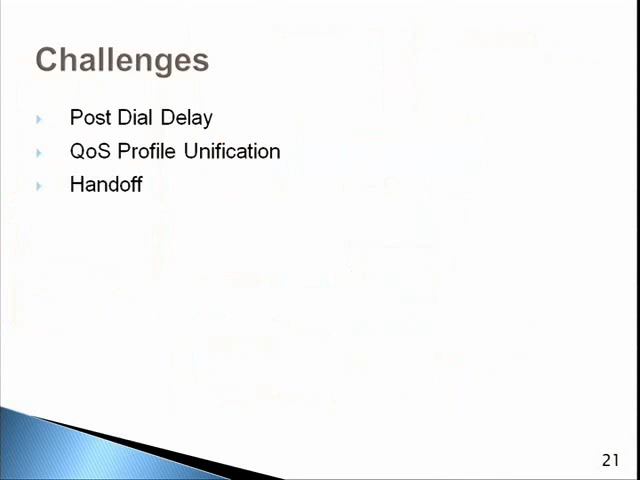 Challenges
Post Dial Delay
QoS Profile Unification
Handoff
21